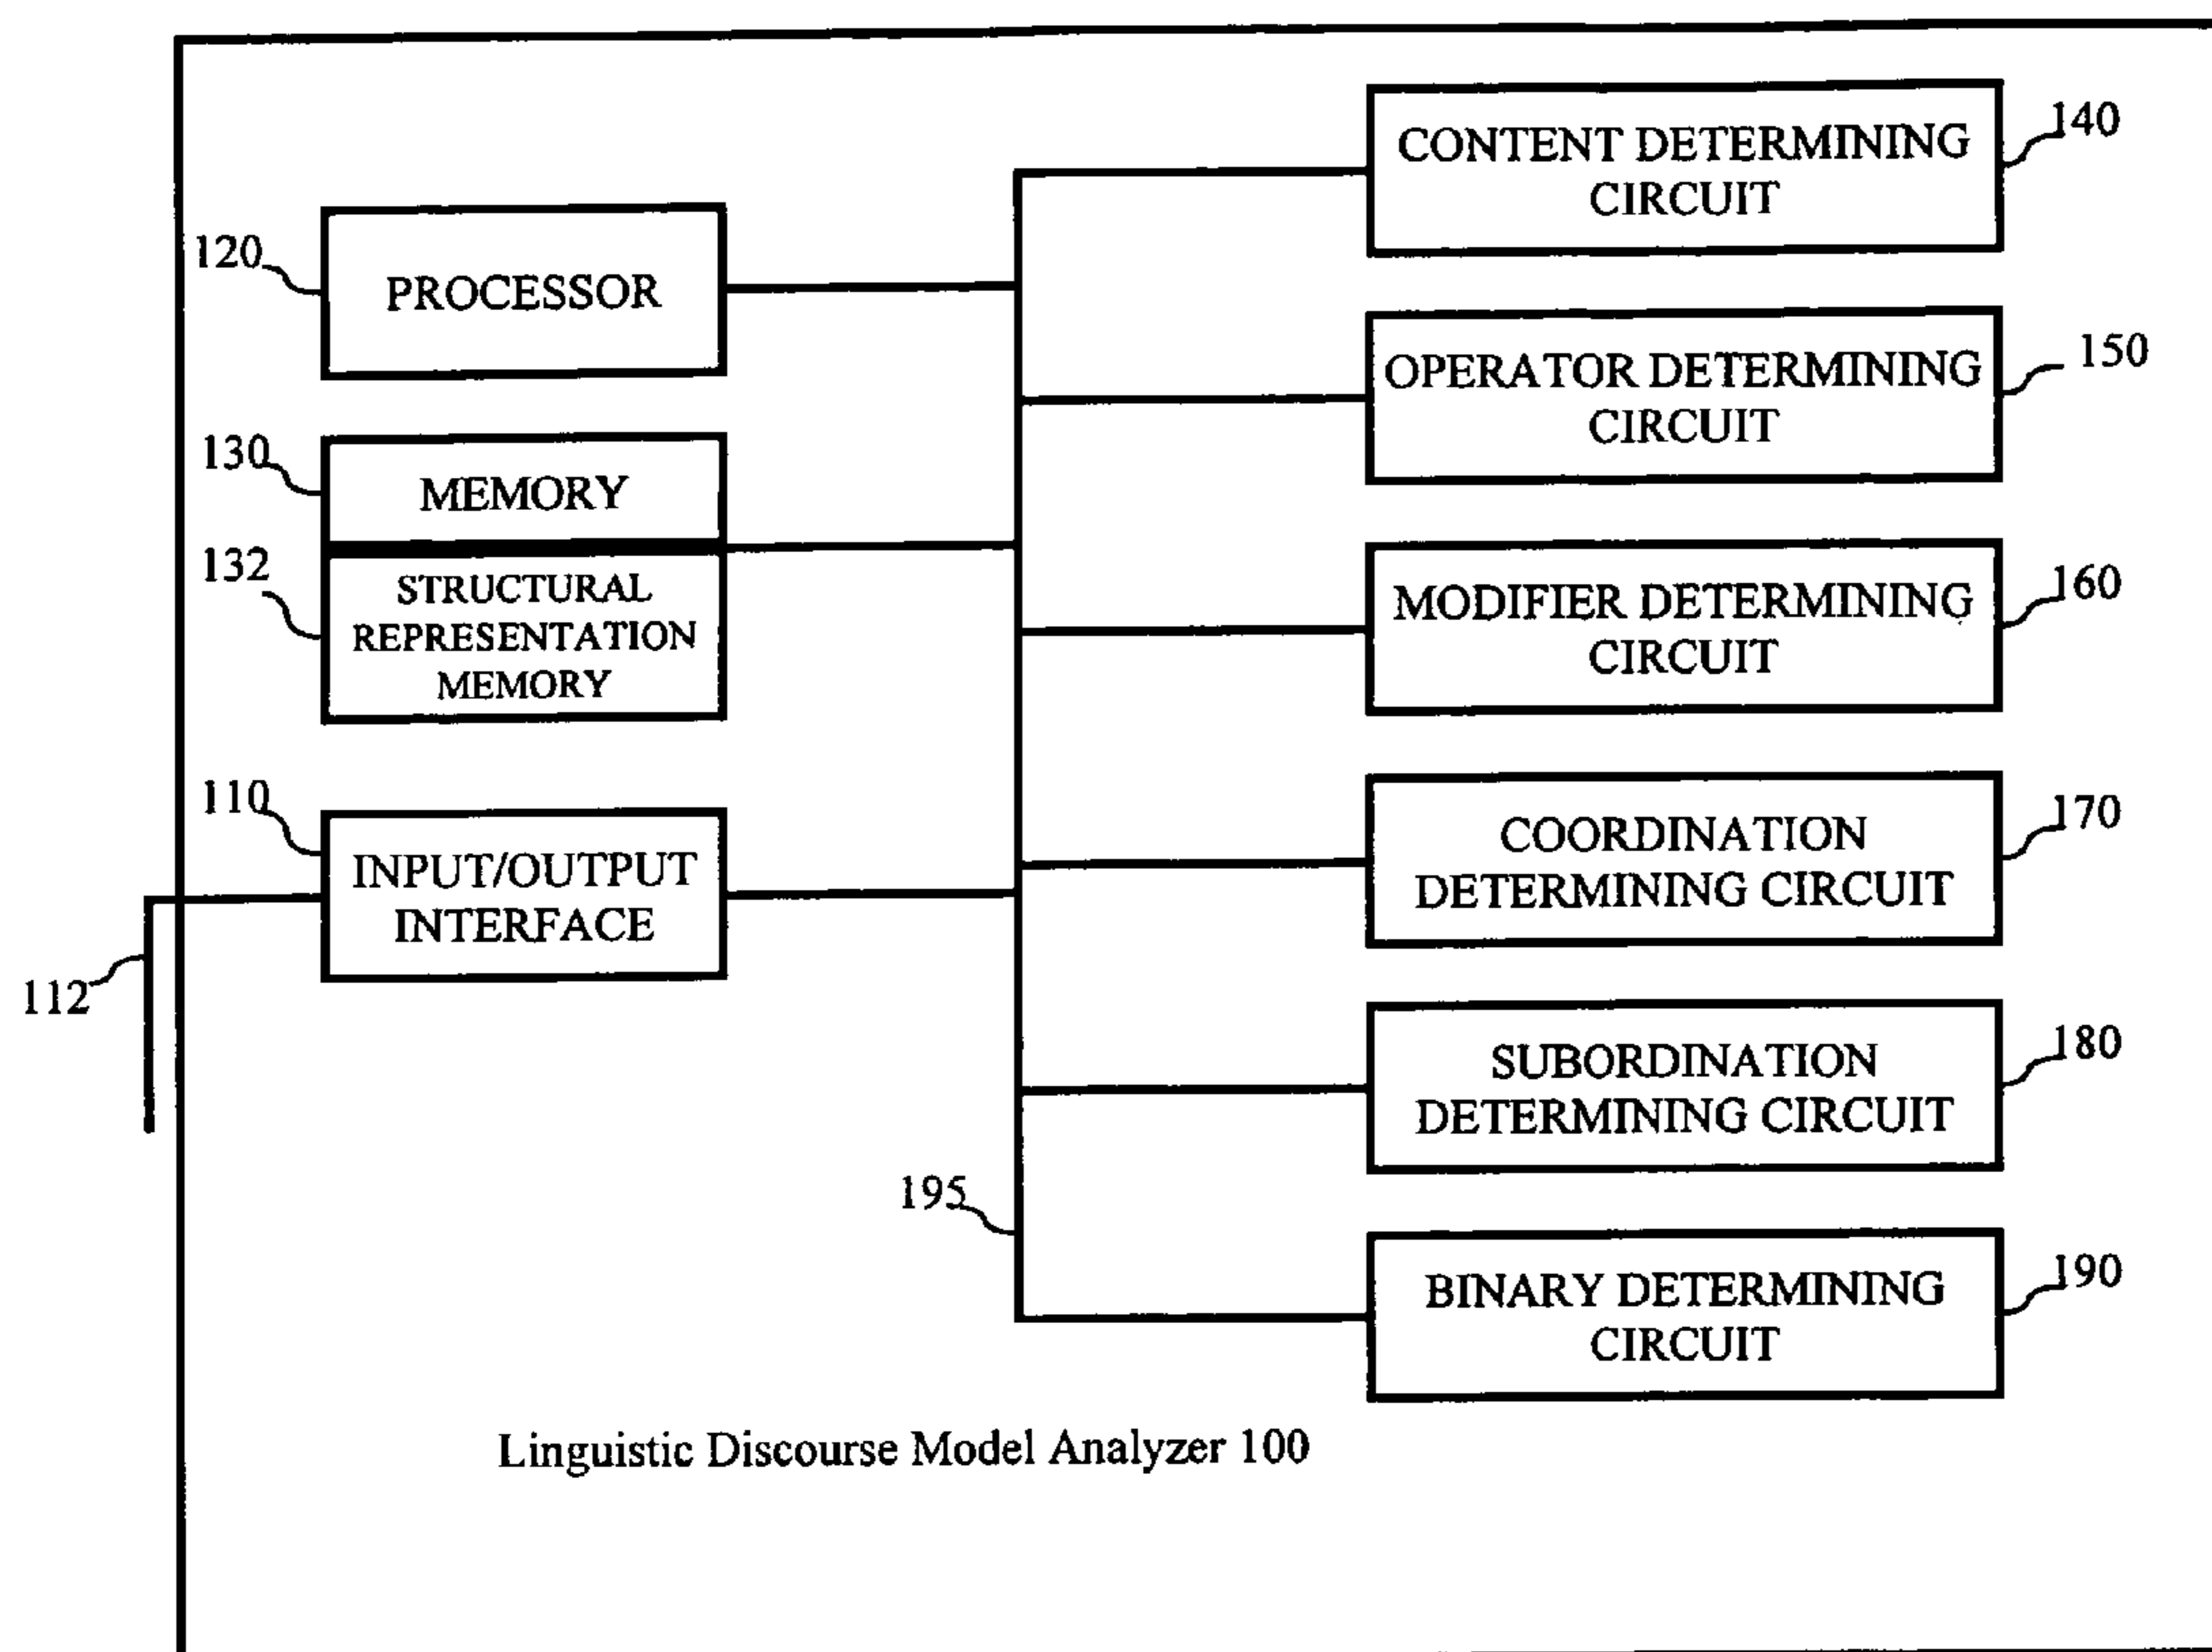 120
PROCESSOR
130
MEMORY
132
STRUCTURAL
REPRESENTATION
MEMORY
110
INPUT/OUTPUT
INTERFACE
112
195
CONTENT DETERMINING
CIRCUIT
140
OPERATOR DETERMINING
CIRCUIT
150
MODIFIER DETERMINING
CIRCUIT
160
COORDINATION
DETERMINING CIRCUIT
170
SUBORDINATION
DETERMINING CIRCUIT
180
BINARY DETERMINING
CIRCUIT
190
Linguistic Discourse Model Analyzer 100